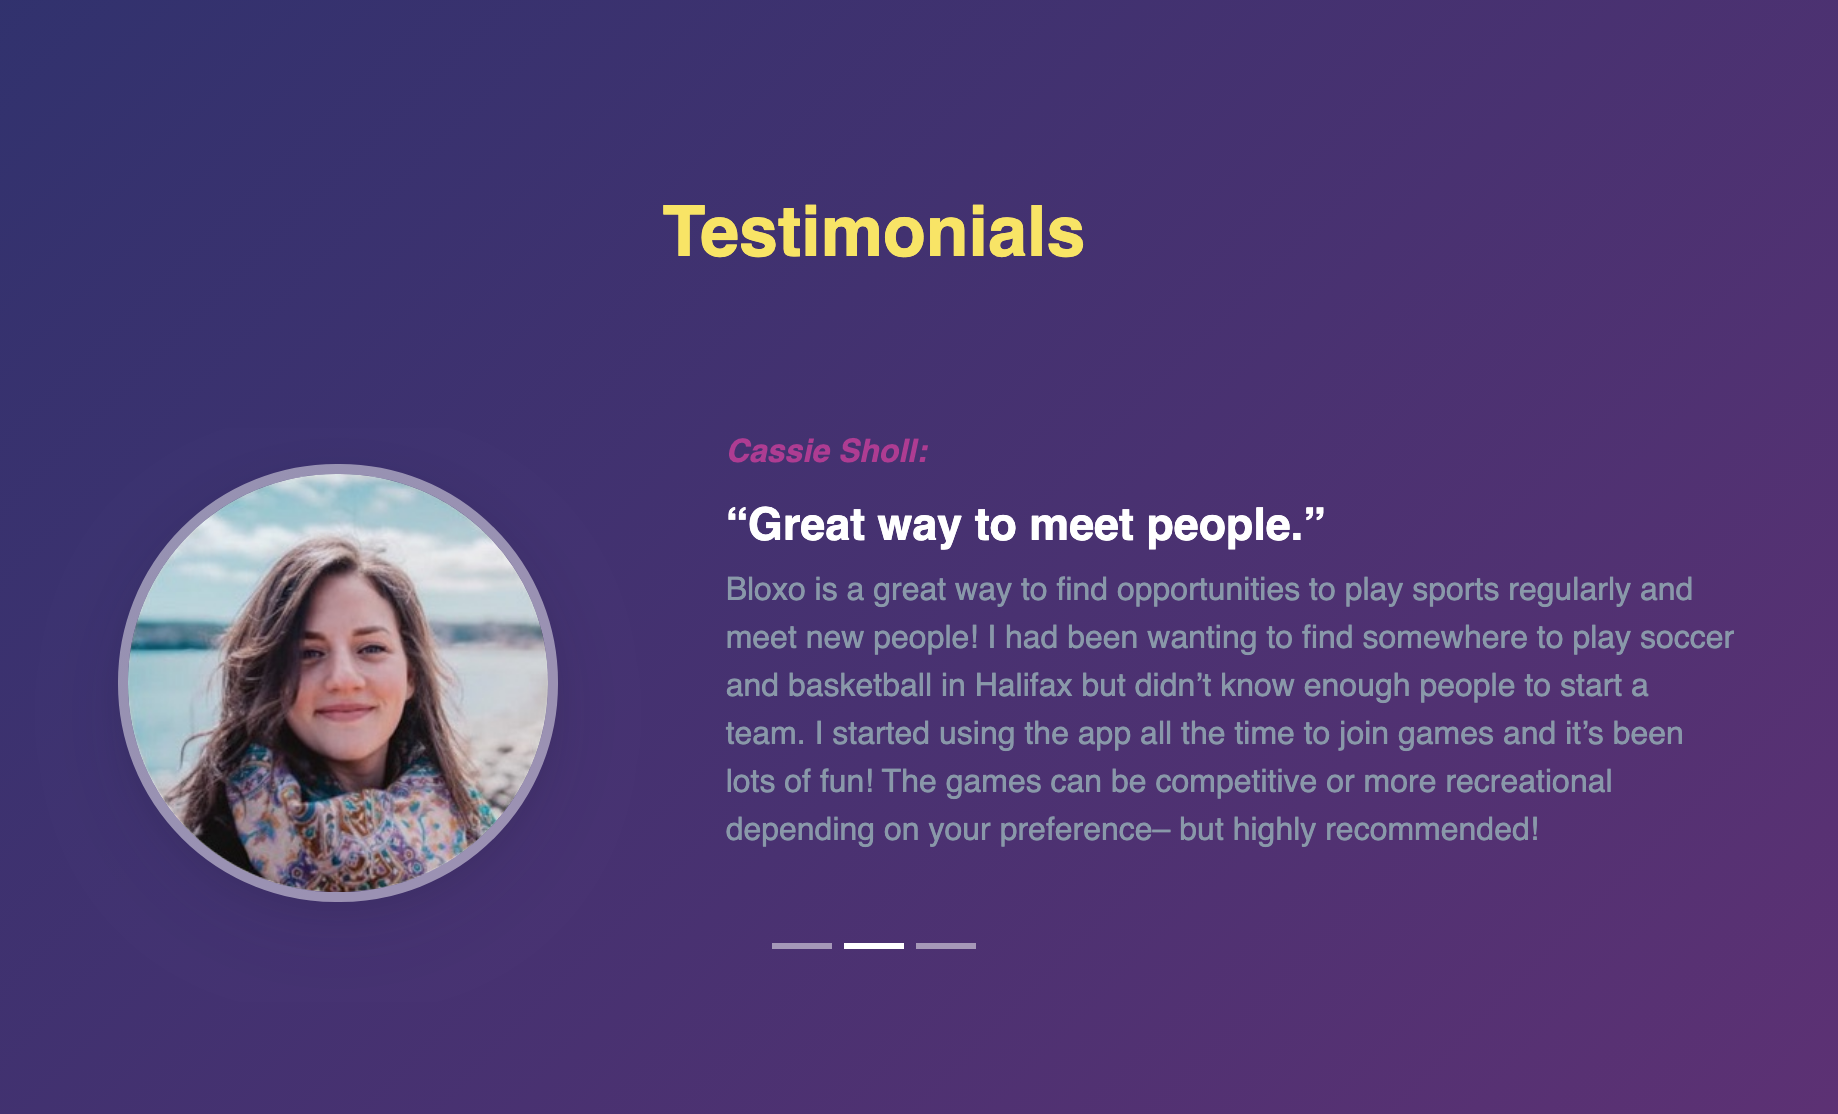 Testimonials
Cassie Sholl:
“Great way to meet people.”
Bloxo is a great way to find opportunities to play sports regularly and
meet new people! I had been wanting to find somewhere to play soccer
and basketball in Halifax but didn’t know enough people to start a
team. I started using the app all the time to join games and it’s been
lots of fun! The games can be competitive or more recreational
depending on your preference– but highly recommended!